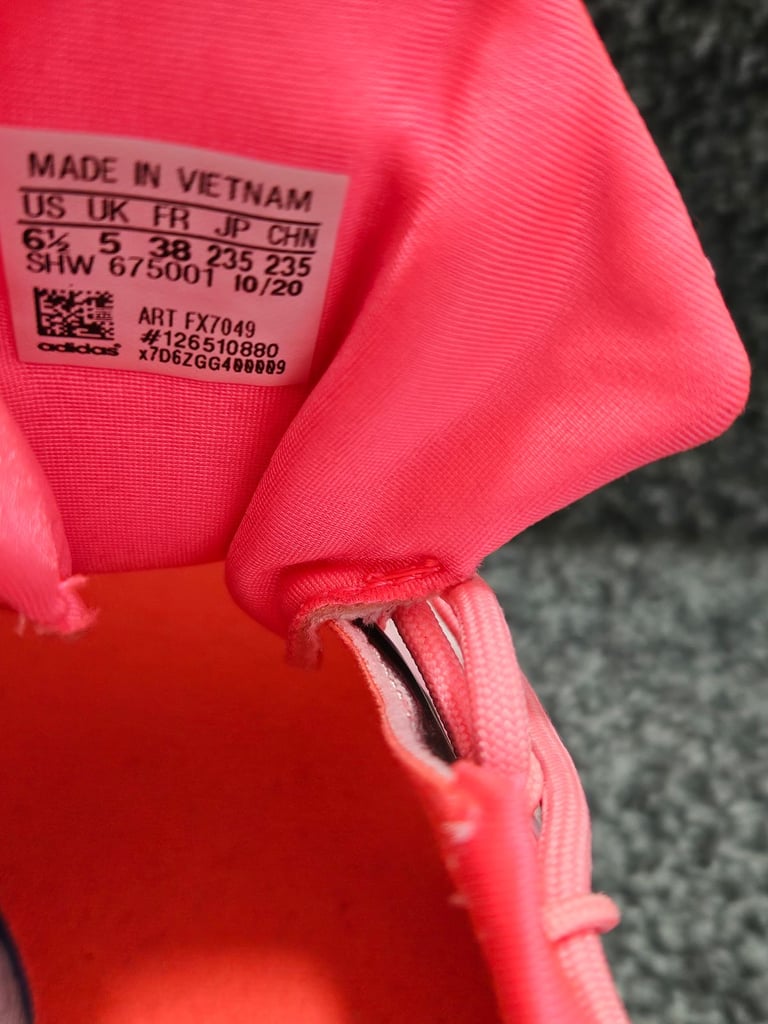 MADE IN VIETNAM
US UK FR JP CHN
6½ 5 38 235 235
SHW 675001 10/20
ART FX7049
#126510880
adidas x7D6ZGG400009